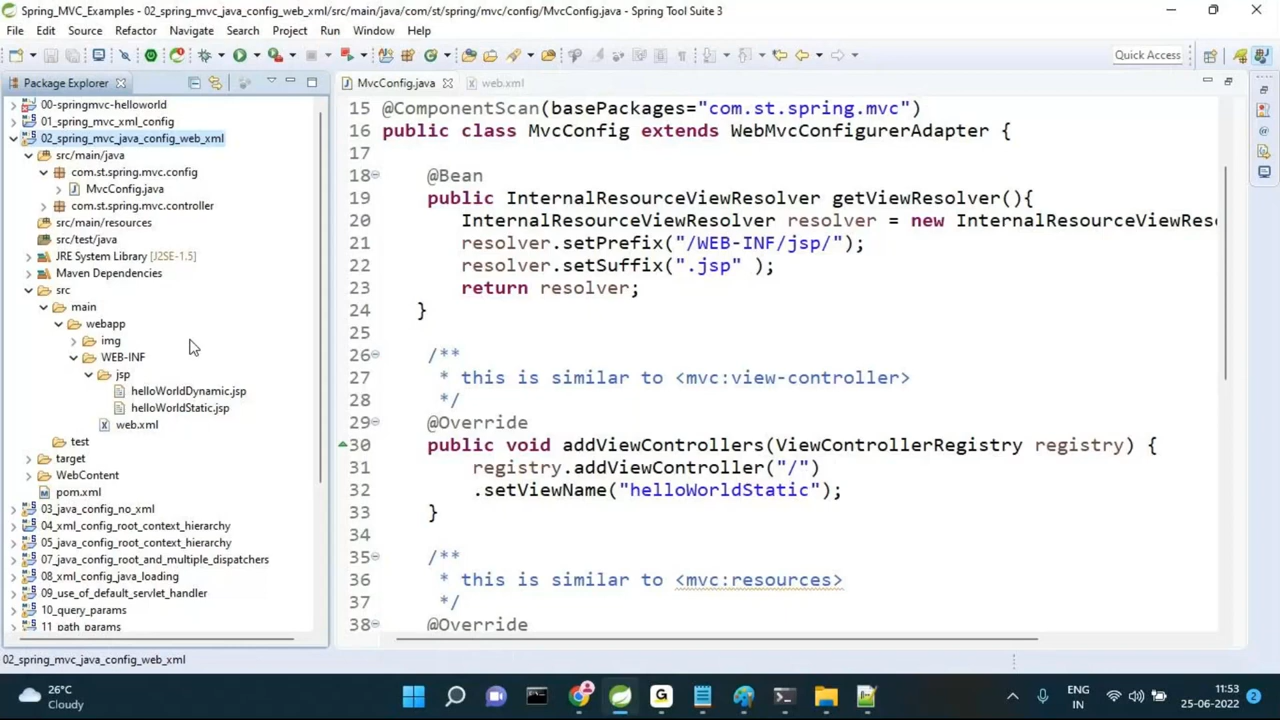 Spring_MVC_Examples - 02_spring_mvc_java_config_web_xml/src/main/java/com/st/spring/mvc/config/MvcConfig.java - Spring Tool Suite 3
File Edit Source Refactor Navigate Search Project Run Window Help
Quick Access
Package Explorer
00-springmvc-helloworld
01_spring_mvc_xml_config
02_spring_mvc_java_config_web_xml
src/main/java
com.st.spring.mvc.config
MvcConfig.java
com.st.spring.mvc.controller
src/main/resources
src/test/java
JRE System Library [J2SE-1.5]
Maven Dependencies
src
main
webapp
img
WEB-INF
jsp
helloWorldDynamic.jsp
helloWorldStatic.jsp
web.xml
test
target
WebContent
pom.xml
03_java_config_no_xml
04_xml_config_root_context_hierarchy
05_java_config_root_context_hierarchy
07_java_config_root_and_multiple_dispatchers
08_xml_config_java_loading
09_use_of_default_servlet_handler
10_query_params
11_path_params
MvcConfig.java web.xml
15 @ComponentScan(basePackages="com.st.spring.mvc")
16 public class MvcConfig extends WebMvcConfigurerAdapter {
17
18 @Bean
19 public InternalResourceViewResolver getViewResolver(){
20 InternalResourceViewResolver resolver = new InternalResourceViewReso
21 resolver.setPrefix("/WEB-INF/jsp/");
22 resolver.setSuffix(".jsp" );
23 return resolver;
24 }
25
26 /**
27 * this is similar to <mvc:view-controller>
28 */
29 @Override
30 public void addViewControllers(ViewControllerRegistry registry) {
31 registry.addViewController("/")
32 .setViewName("helloWorldStatic");
33 }
34
35 /**
36 * this is similar to <mvc:resources>
37 */
38 @Override
02_spring_mvc_java_config_web_xml
26°C
Cloudy
ENG
IN
11:53
25-06-2022
2